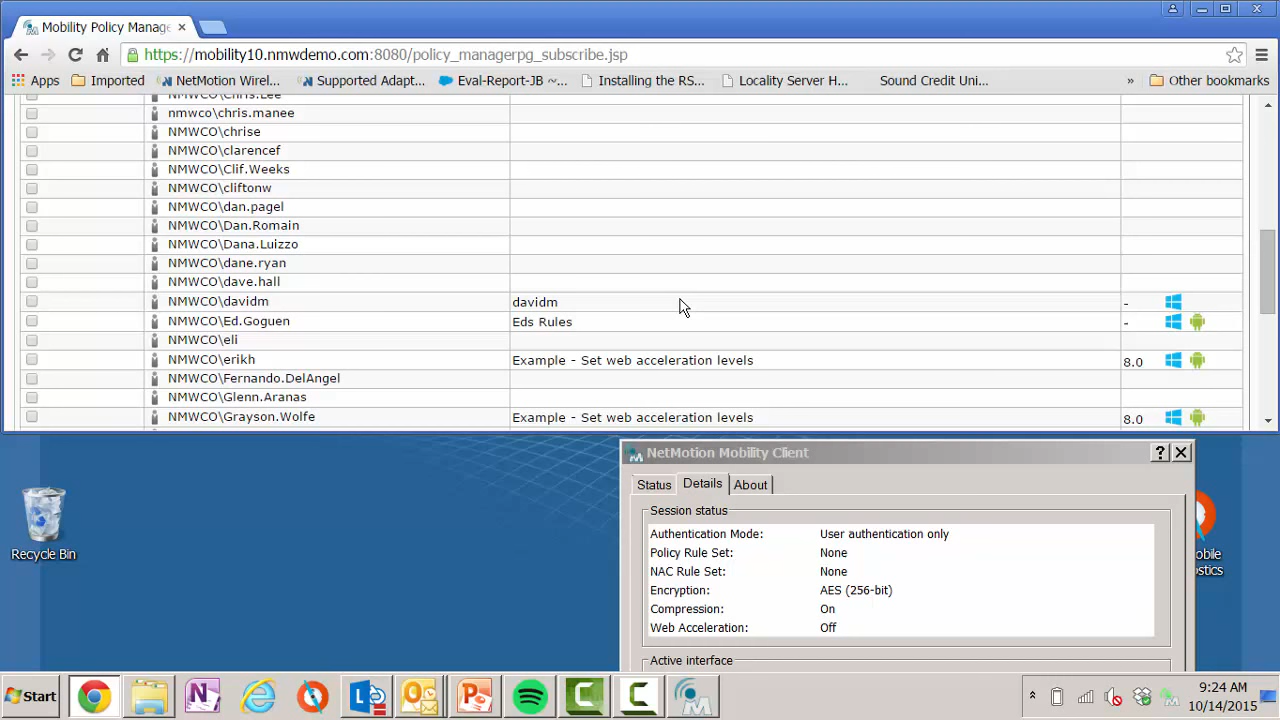 Mobility Policy Manage
https://mobility10.nmwdemo.com:8080/policy_managerpg_subscribe.jsp
Apps Imported NetMotion Wirel... Supported Adapt... Eval-Report-JB ~... Installing the RS... Locality Server H... Sound Credit Uni... » Other bookmarks
NMWCO\Chris.Lee
nmwco\chris.manee
NMWCO\chrise
NMWCO\clarencef
NMWCO\Clif.Weeks
NMWCO\cliftonw
NMWCO\dan.pagel
NMWCO\Dan.Romain
NMWCO\Dana.Luizzo
NMWCO\dane.ryan
NMWCO\dave.hall
NMWCO\davidm davidm -
NMWCO\Ed.Goguen Eds Rules -
NMWCO\eli
NMWCO\erikh Example - Set web acceleration levels 8.0
NMWCO\Fernando.DelAngel
NMWCO\Glenn.Aranas
NMWCO\Grayson.Wolfe Example - Set web acceleration levels 8.0
NetMotion Mobility Client
Status Details About
Session status
Authentication Mode: User authentication only
Policy Rule Set: None
NAC Rule Set: None
Encryption: AES (256-bit)
Compression: On
Web Acceleration: Off
Active interface
Recycle Bin
obile
ostics
Start
9:24 AM
10/14/2015